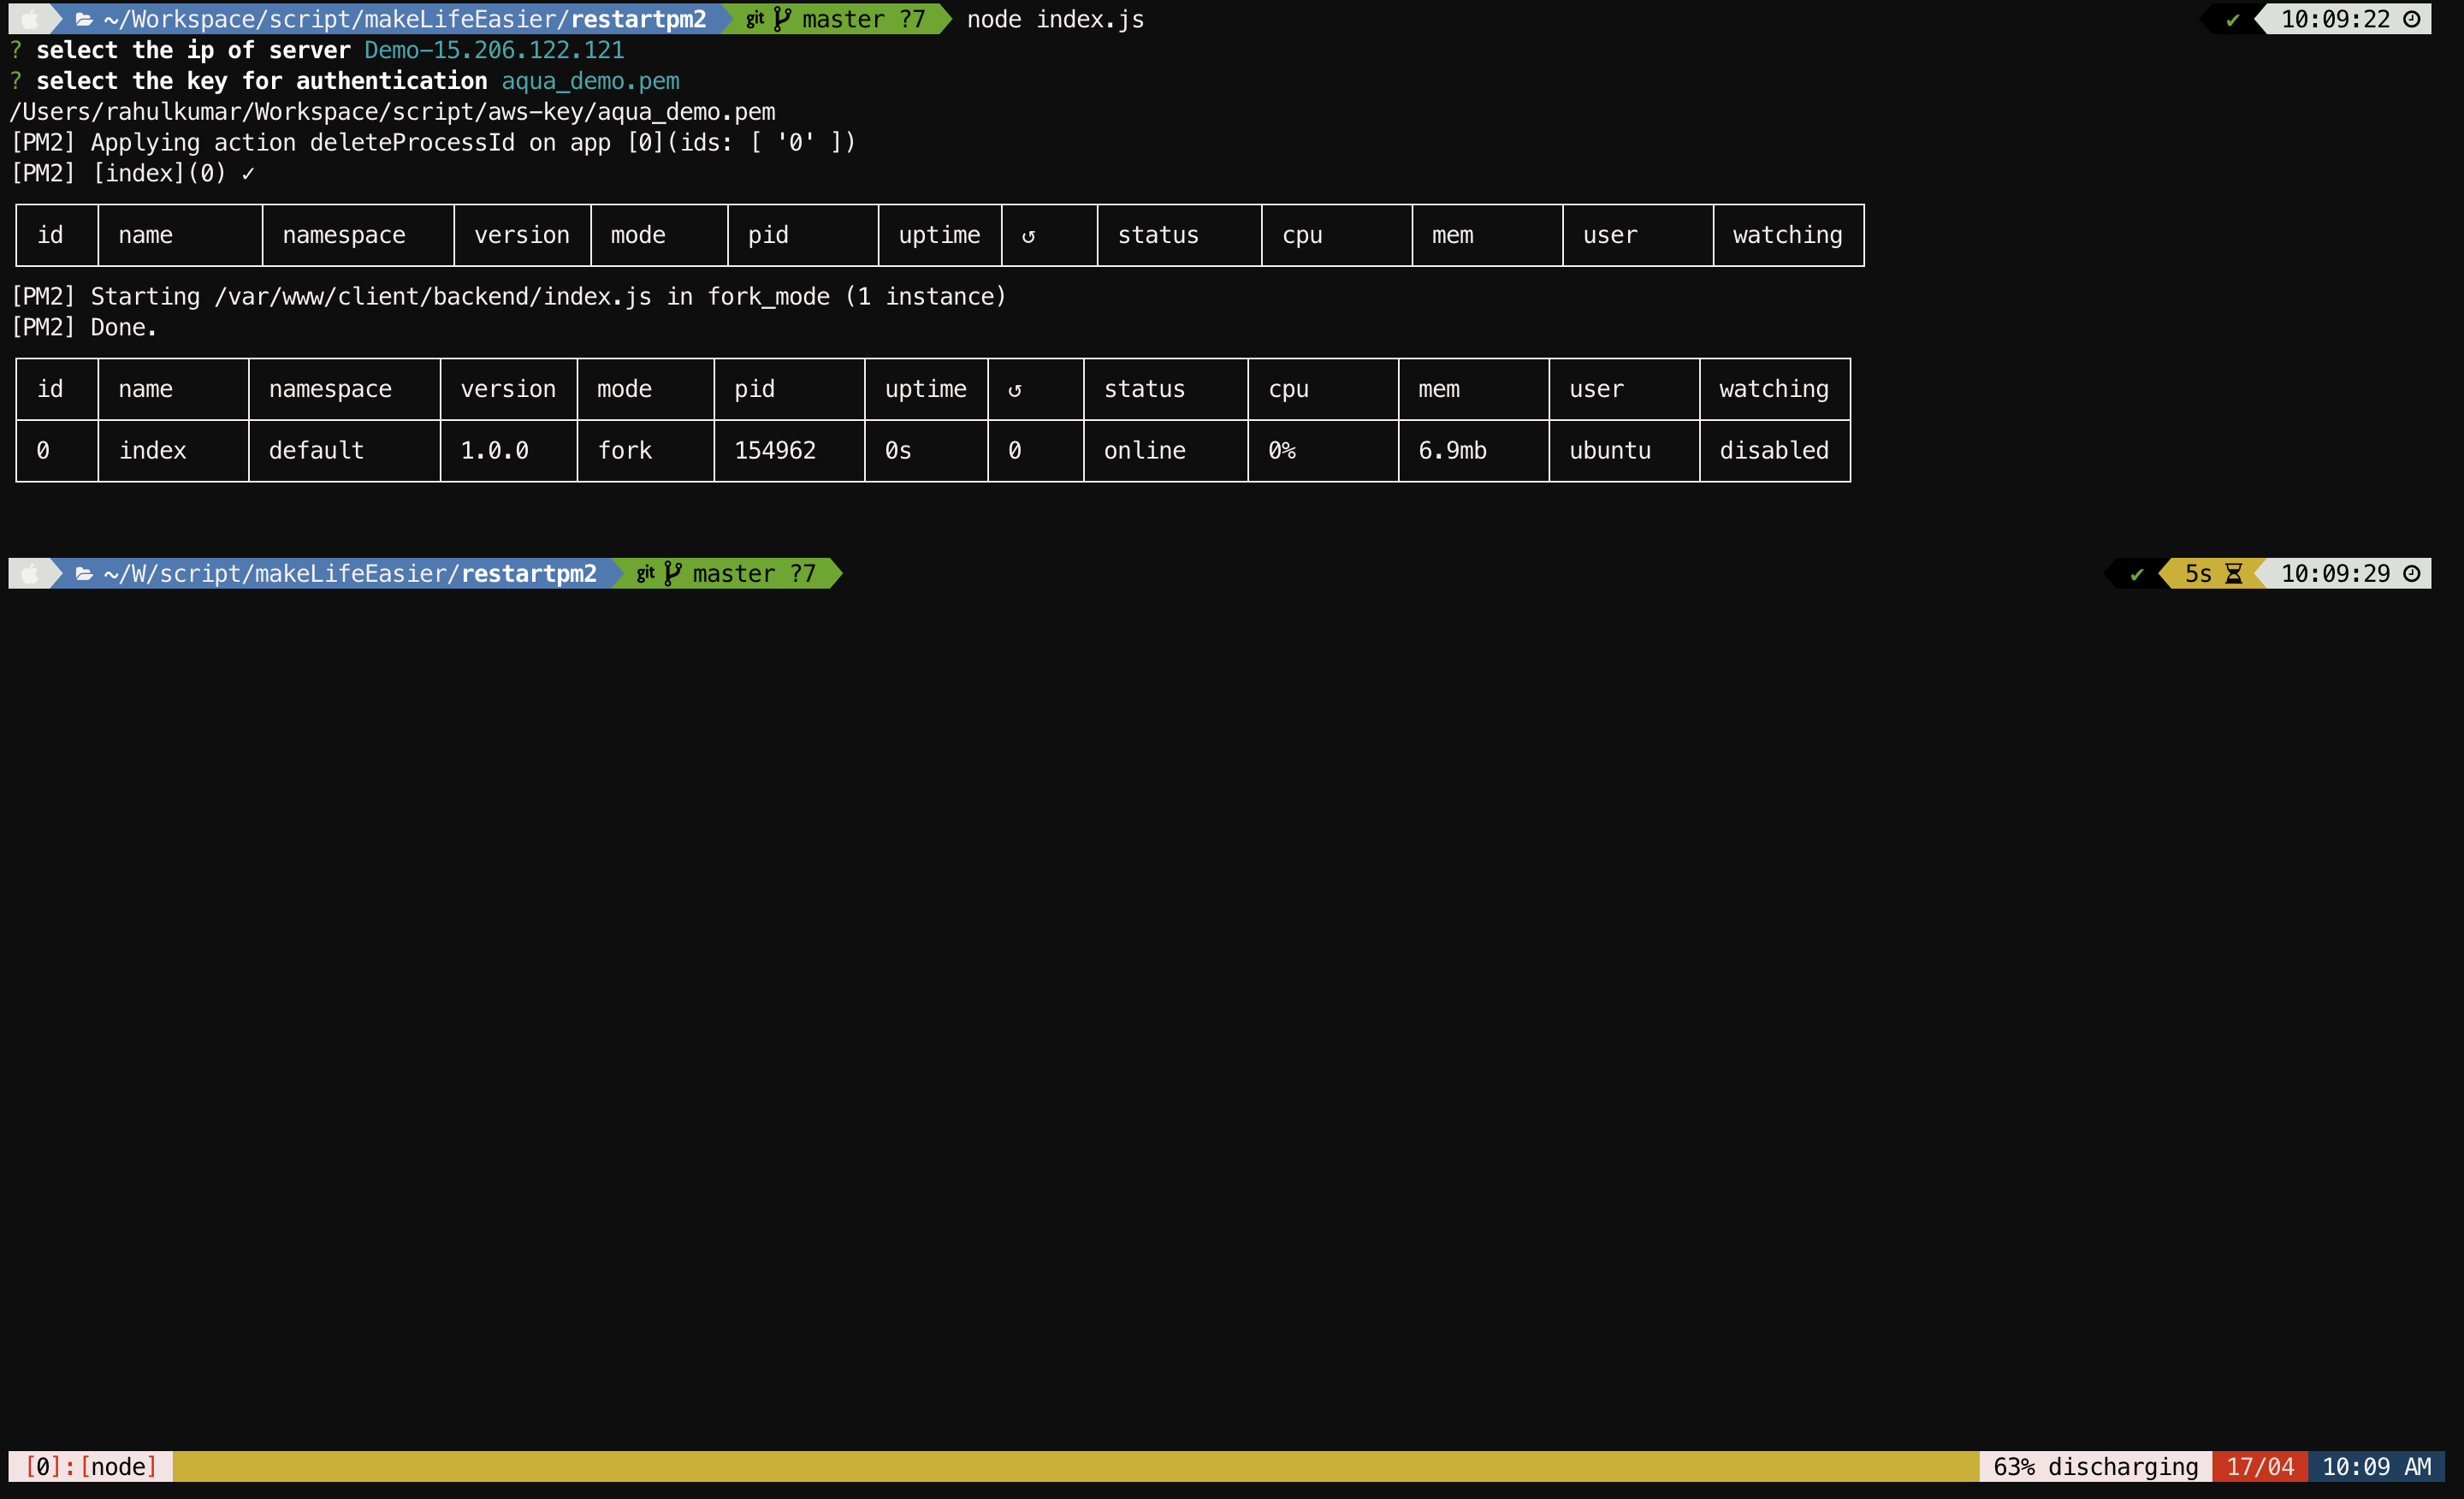 ~/Workspace/script/makeLifeEasier/restartpm2 git master ?7 node index.js ✔ 10:09:22
? select the ip of server Demo-15.206.122.121
? select the key for authentication aqua_demo.pem
/Users/rahulkumar/Workspace/script/aws-key/aqua_demo.pem
[PM2] Applying action deleteProcessId on app [0](ids: [ '0' ])
[PM2] [index](0) ✓
id name namespace version mode pid uptime ↺ status cpu mem user watching
[PM2] Starting /var/www/client/backend/index.js in fork_mode (1 instance)
[PM2] Done.
id name namespace version mode pid uptime ↺ status cpu mem user watching
0 index default 1.0.0 fork 154962 0s 0 online 0% 6.9mb ubuntu disabled
~/W/script/makeLifeEasier/restartpm2 git master ?7 ✔ 5s 10:09:29
[0]:[node] 63% discharging 17/04 10:09 AM